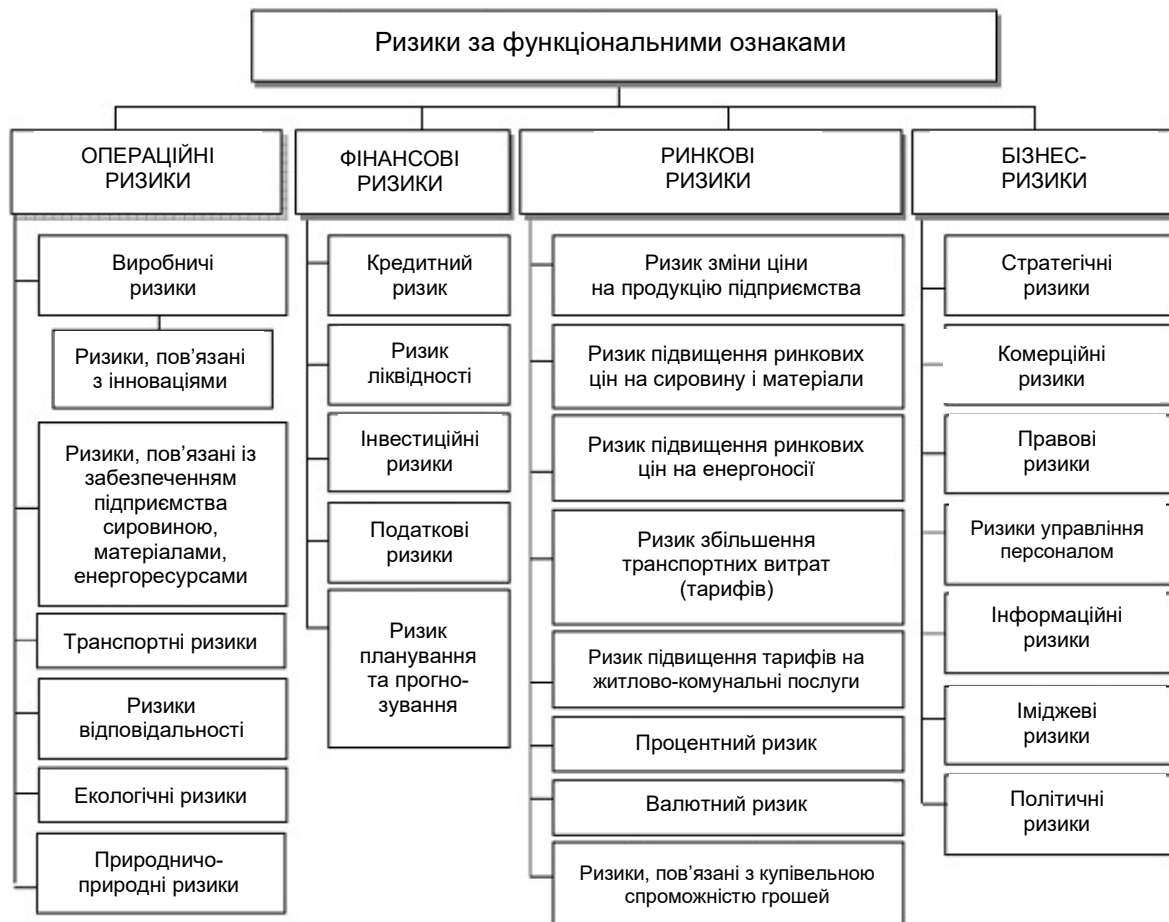 Ризики за функціональними ознаками
ОПЕРАЦІЙНІ
РИЗИКИ
Виробничі
ризики
Ризики, пов’язані
з інноваціями
Ризики, пов’язані із
забезпеченням
підприємства
сировиною,
матеріалами,
енергоресурсами
Транспортні ризики
Ризики
відповідальності
Екологічні ризики
Природничо-
природні ризики
ФІНАНСОВІ
РИЗИКИ
Кредитний
ризик
Ризик
ліквідності
Інвестиційні
ризики
Податкові
ризики
Ризик
планування
та прогно-
зування
РИНКОВІ
РИЗИКИ
Ризик зміни ціни
на продукцію підприємства
Ризик підвищення ринкових
цін на сировину і матеріали
Ризик підвищення ринкових
цін на енергоносії
Ризик збільшення
транспортних витрат
(тарифів)
Ризик підвищення тарифів на
житлово-комунальні послуги
Процентний ризик
Валютний ризик
Ризики, пов’язані з купівельною
спроможністю грошей
БІЗНЕС-
РИЗИКИ
Стратегічні
ризики
Комерційні
ризики
Правові
ризики
Ризики управління
персоналом
Інформаційні
ризики
Іміджеві
ризики
Політичні
ризики